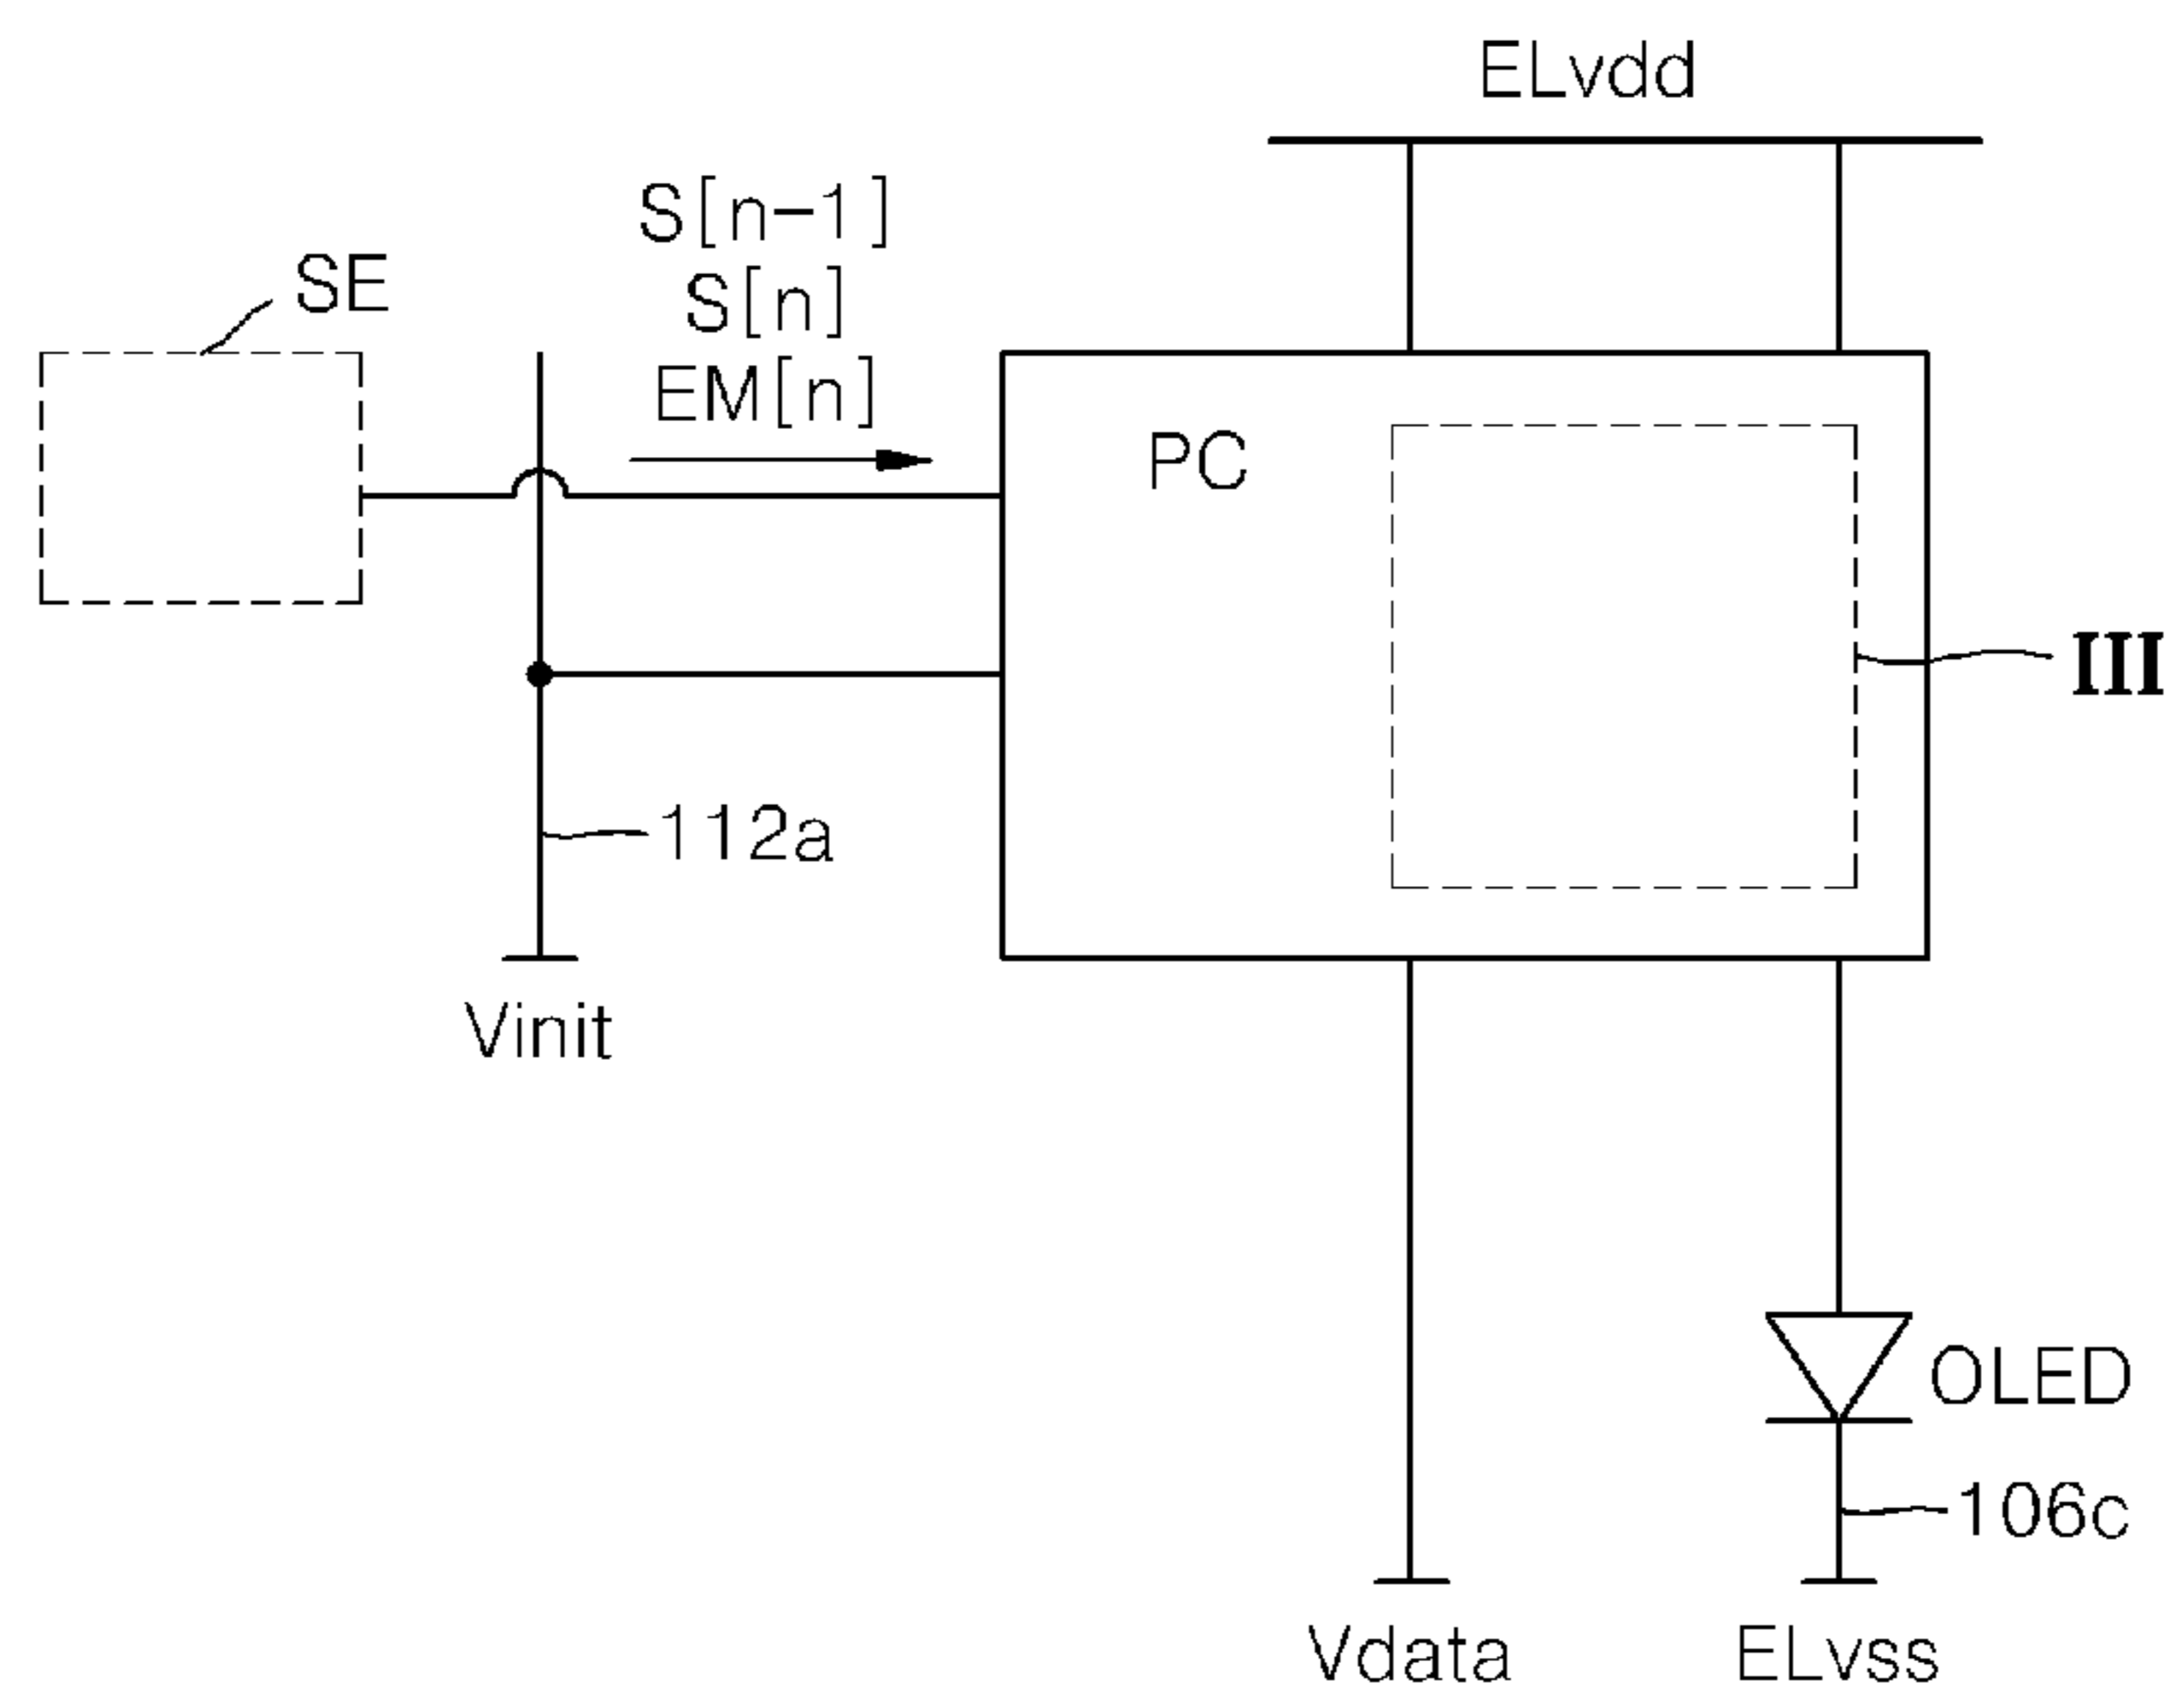 ELvdd
S[n-1]
SE
S[n]
EM[n]
PC
III
112a
Vinit
OLED
106c
Vdata
ELvss